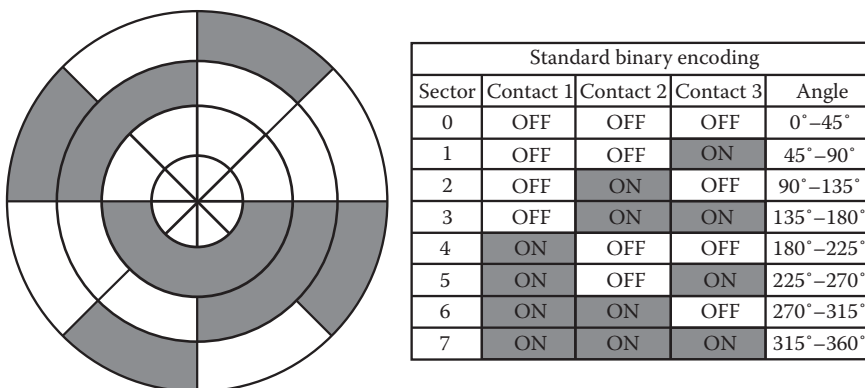 Standard binary encoding
Sector Contact 1 Contact 2 Contact 3 Angle
0 OFF OFF OFF 0˚–45˚
1 OFF OFF ON 45˚–90˚
2 OFF ON OFF 90˚–135˚
3 OFF ON ON 135˚–180˚
4 ON OFF OFF 180˚–225˚
5 ON OFF ON 225˚–270˚
6 ON ON OFF 270˚–315˚
7 ON ON ON 315˚–360˚